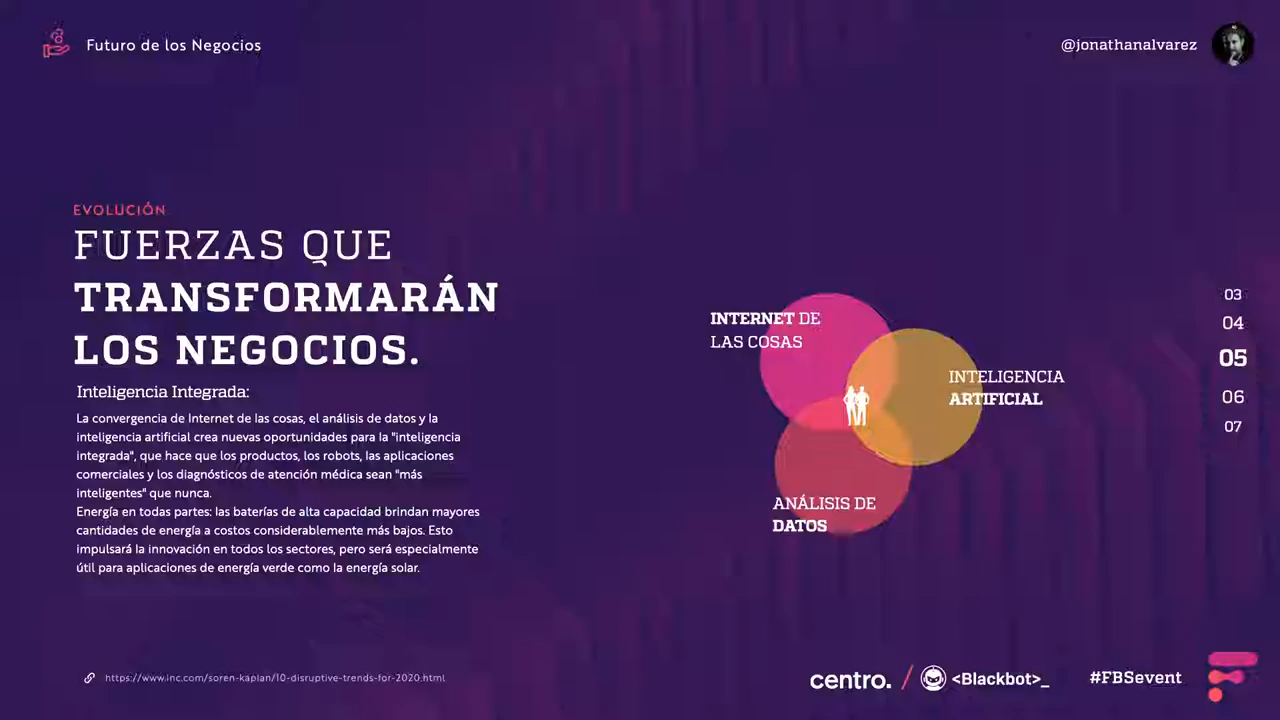 Futuro de los Negocios
@jonathanalvarez
EVOLUCIÓN
FUERZAS QUE
TRANSFORMARÁN
LOS NEGOCIOS.
Inteligencia Integrada:
La convergencia de Internet de las cosas, el análisis de datos y la
inteligencia artificial crea nuevas oportunidades para la "inteligencia
integrada", que hace que los productos, los robots, las aplicaciones
comerciales y los diagnósticos de atención médica sean "más
inteligentes" que nunca.
Energía en todas partes: las baterías de alta capacidad brindan mayores
cantidades de energía a costos considerablemente más bajos. Esto
impulsará la innovación en todos los sectores, pero será especialmente
útil para aplicaciones de energía verde como la energía solar.
INTERNET DE
LAS COSAS
INTELIGENCIA
ARTIFICIAL
ANÁLISIS DE
DATOS
03
04
05
06
07
https://www.inc.com/soren-kaplan/10-disruptive-trends-for-2020.html
centro. / <Blackbot>_
#FBSevent